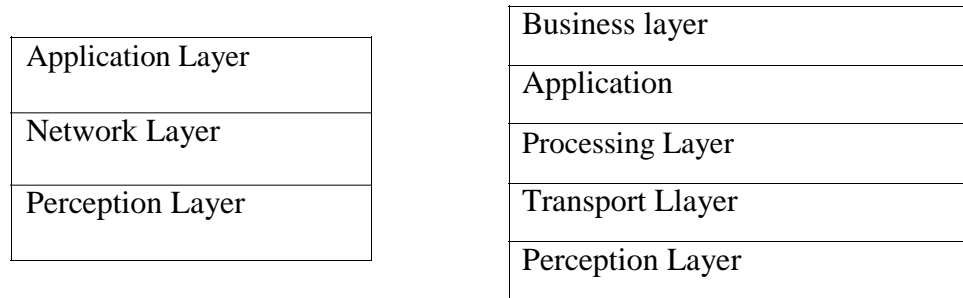 Application Layer
Network Layer
Perception Layer
Business layer
Application
Processing Layer
Transport Llayer
Perception Layer